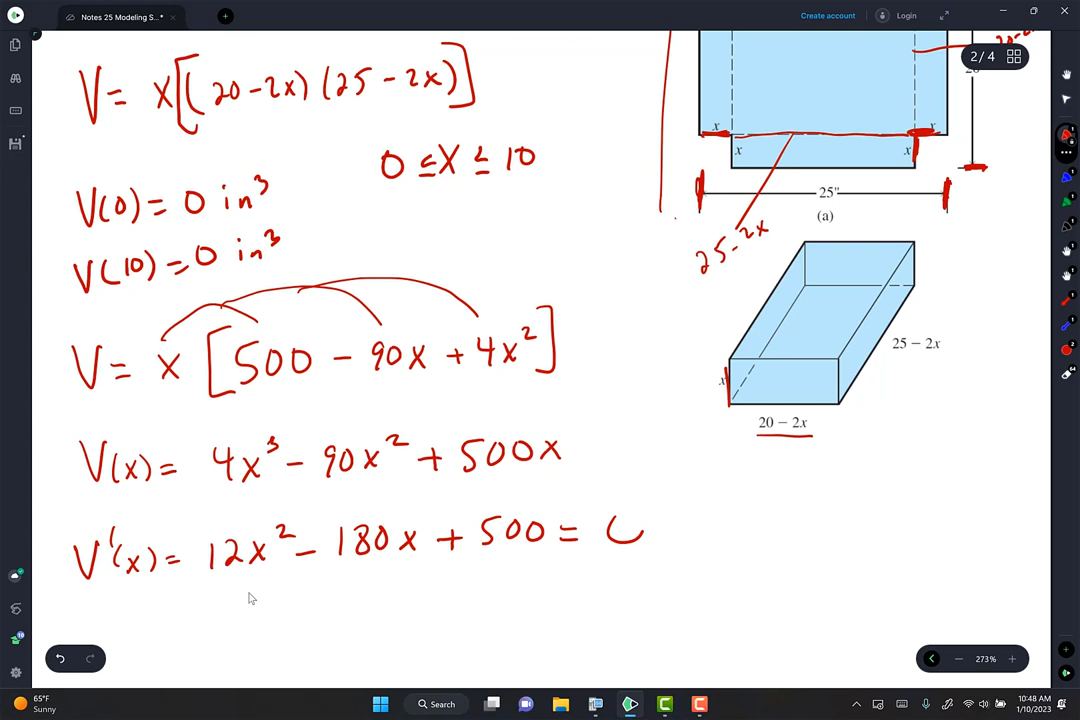 Notes 25 Modeling S...*
Create account
Login
2/4
V = x[(20-2x)(25-2x)]
0 ≤ x ≤ 10
V(0) = 0 in³
V(10) = 0 in³
V = x [500 - 90x + 4x²]
V(x) = 4x³ - 90x² + 500x
V'(x) = 12x² - 180x + 500 =
x
x
x
x
25"
(a)
25-2x
25 − 2x
x
20 − 2x
273%
65°F
Sunny
Search
10:48 AM
1/10/2023